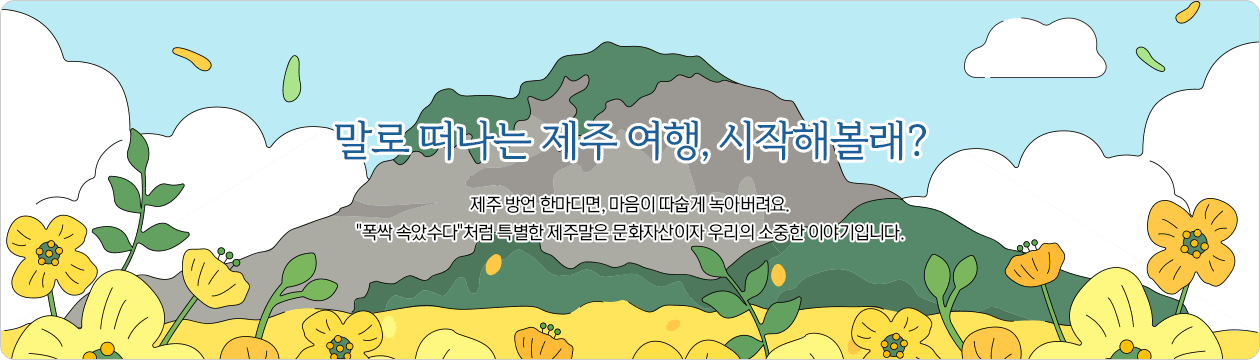 말로 떠나는 제주 여행, 시작해볼래?
제주 방언 한마디면, 마음이 따숩게 녹아버려요.
"폭싹 속았수다"처럼 특별한 제주말은 문화자산이자 우리의 소중한 이야기입니다.